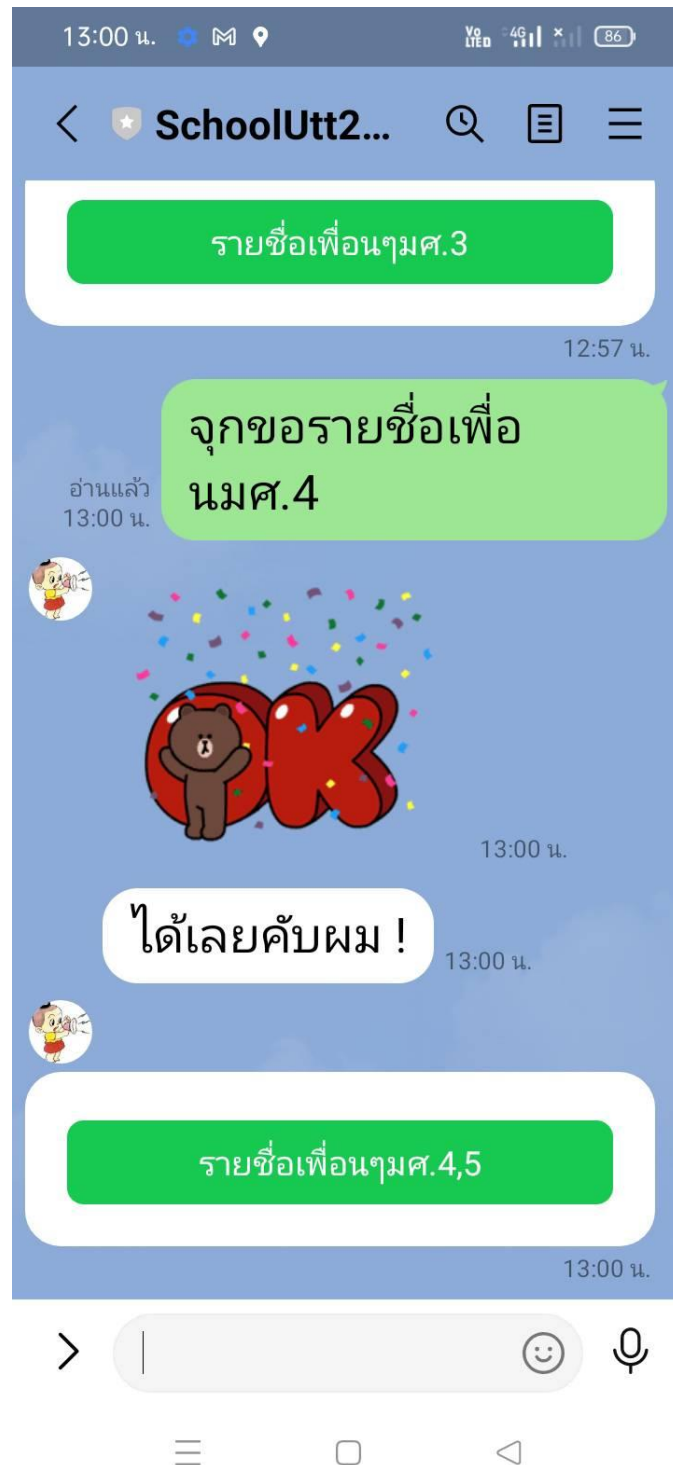 13:00 น.
Vo LTED 4G 86
SchoolUtt2...
รายชื่อเพื่อนๆมศ.3
12:57 น.
จุกขอรายชื่อเพื่อ
นมศ.4
อ่านแล้ว
13:00 น.
OK
13:00 น.
ได้เลยคับผม !
13:00 น.
รายชื่อเพื่อนๆมศ.4,5
13:00 น.